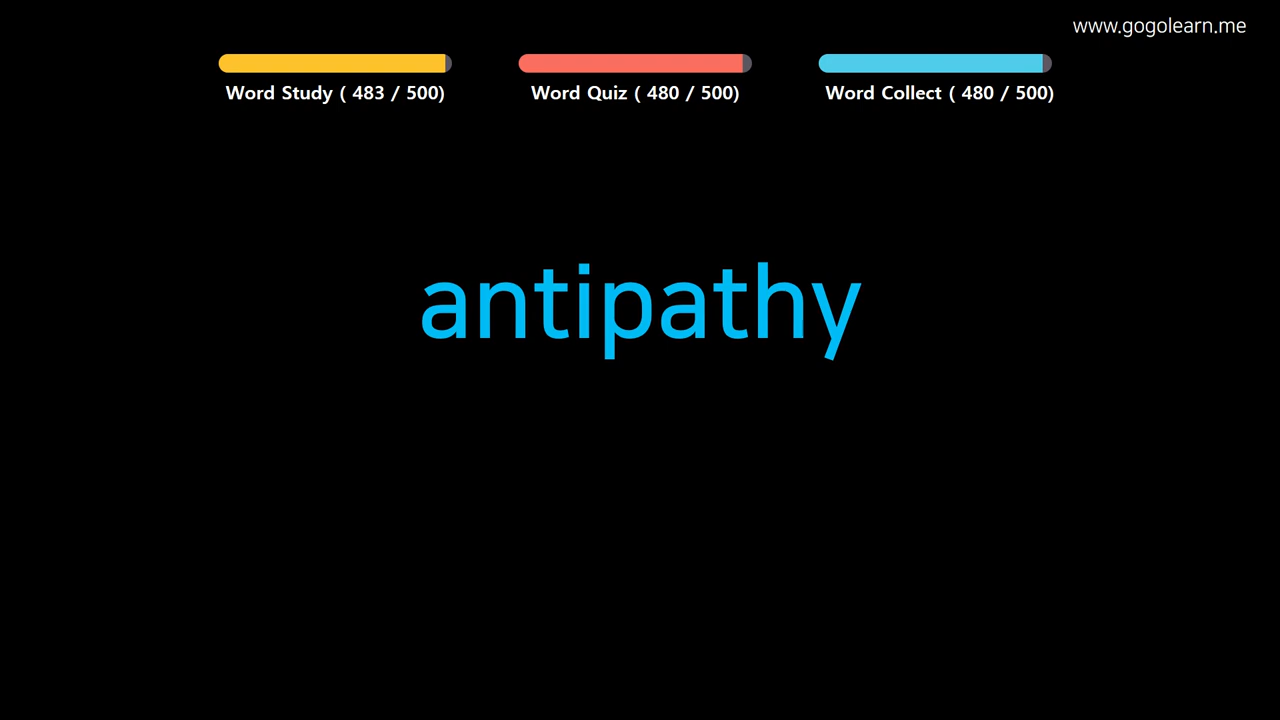 www.gogolearn.me
Word Study ( 483 / 500)
Word Quiz ( 480 / 500)
Word Collect ( 480 / 500)
antipathy